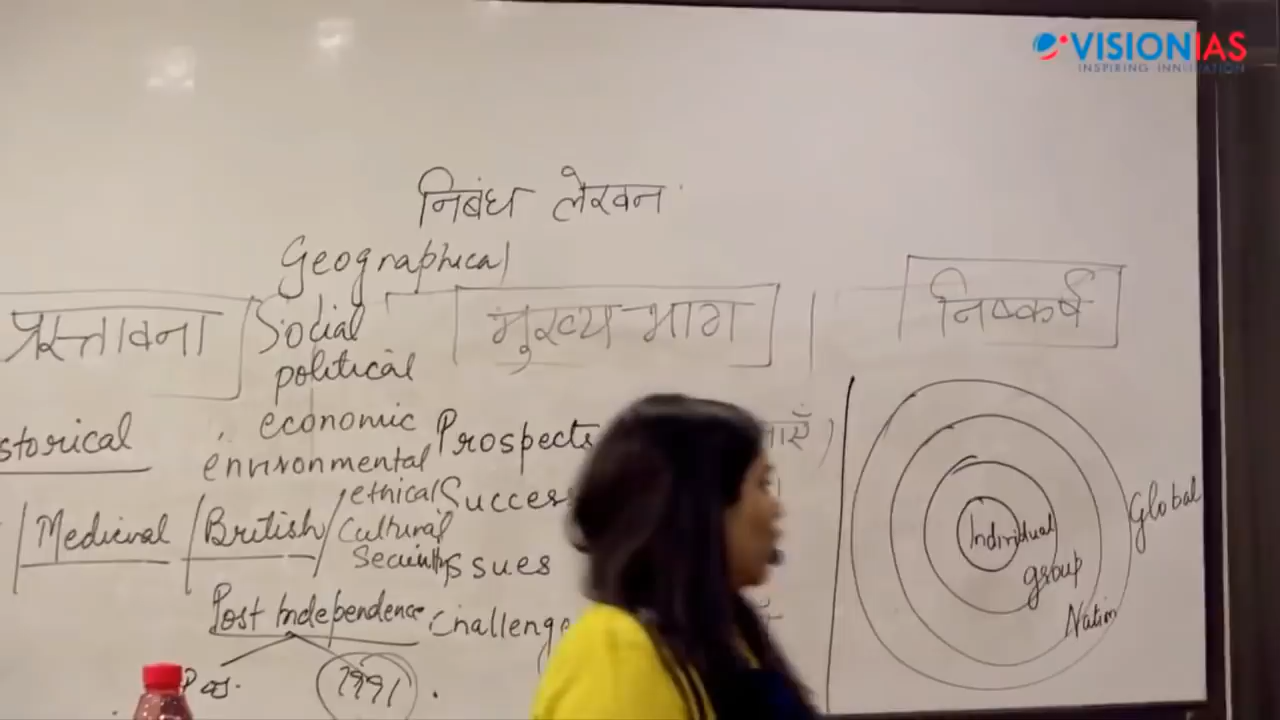 VISIONIAS
INSPIRING INNOVATION
निबंध लेखन
Geographical
प्रस्तावना
Social
मुख्य भाग
निष्कर्ष
political
economic
Prospects
environmental
storical
ethical
Success
Medieval
British
Cultural
Security
Issues
Post Independence
Challenge
1991
Individual
group
Nation
Global